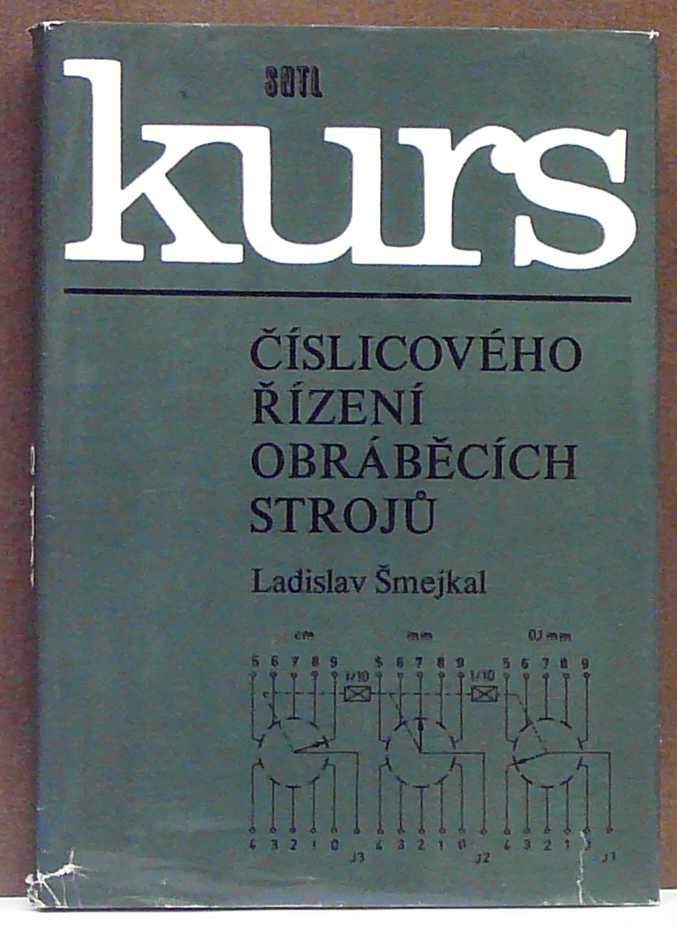 SNTL
kurs
ČÍSLICOVÉHO
ŘÍZENÍ
OBRÁBĚCÍCH
STROJŮ
Ladislav Šmejkal
cm mm 0,1 mm
5 6 7 8 9 5 6 7 8 9 5 6 7 8 9
1/10 1/10
4 3 2 1 0 4 3 2 1 0 4 3 2 1
J3 J2 J1